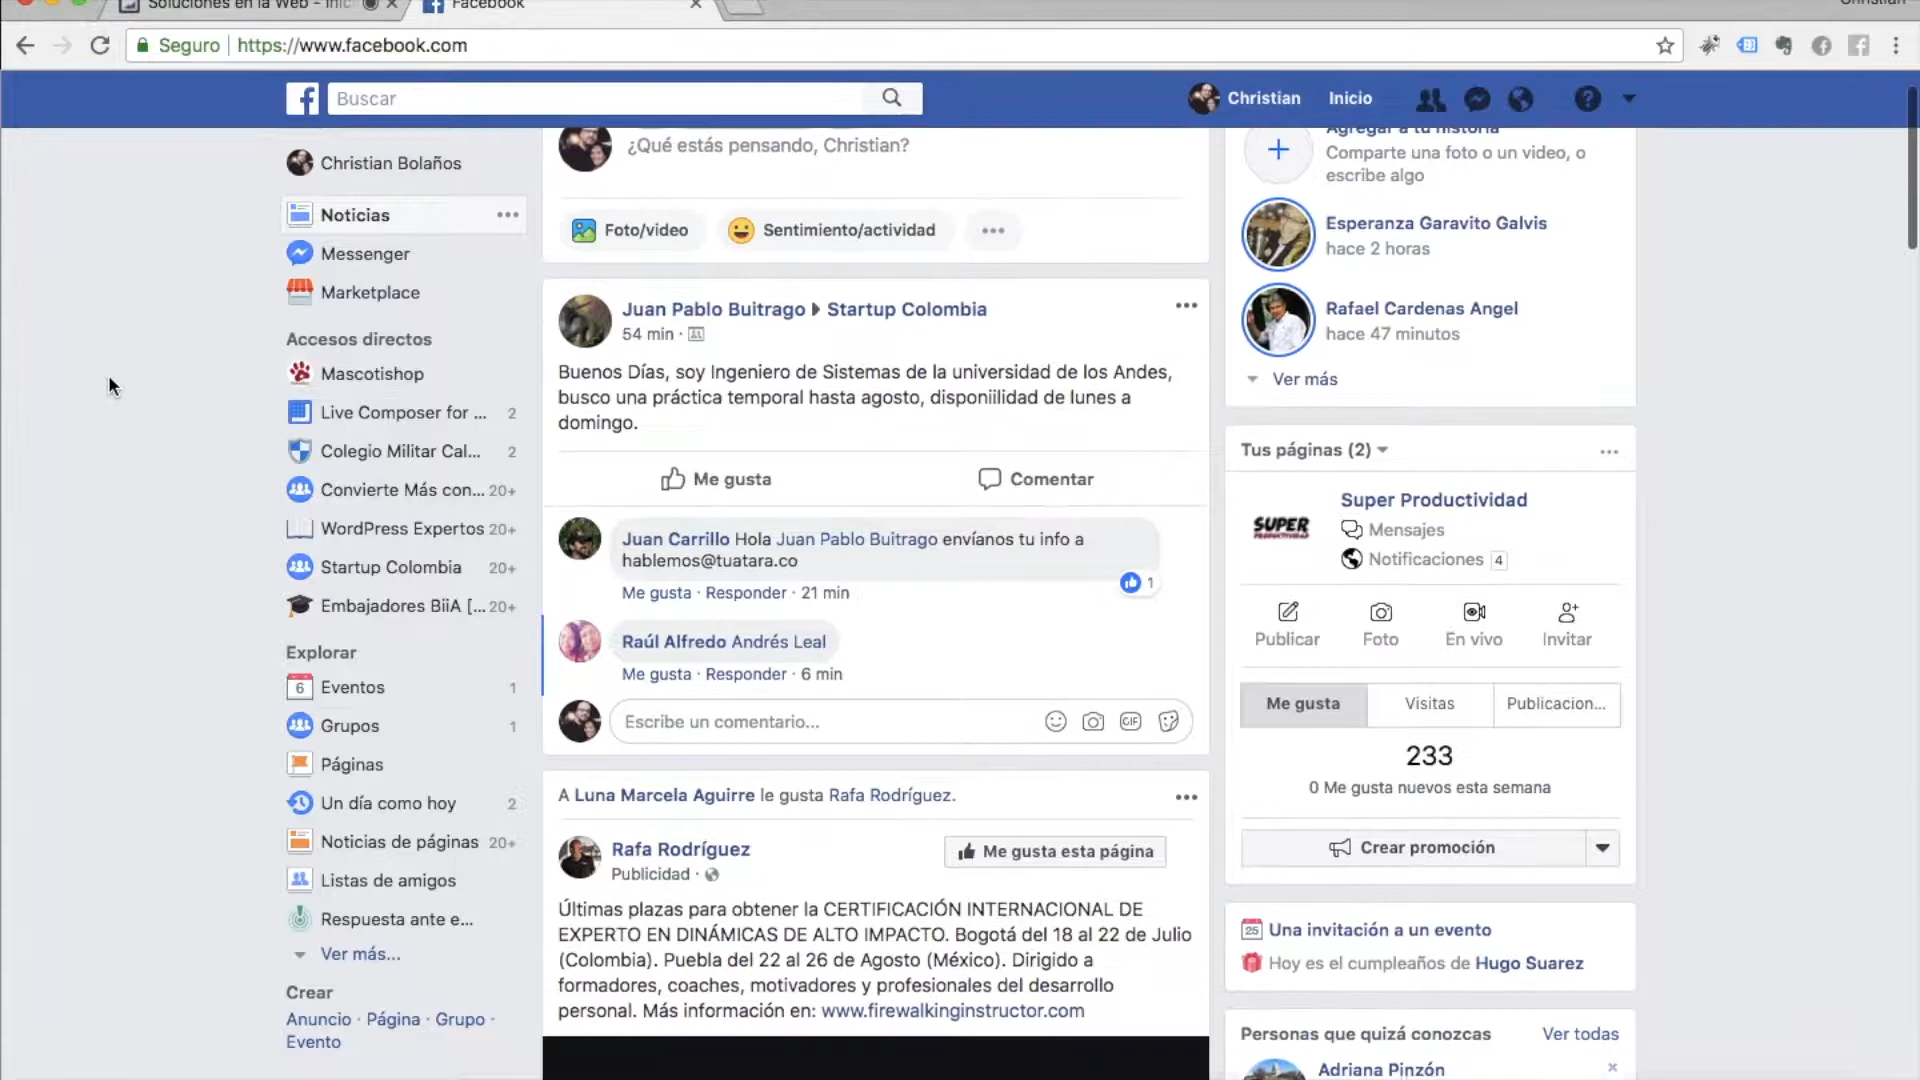 Soluciones en la Web - Inic
Facebook
Christian
Seguro
https://www.facebook.com
Buscar
Christian
Inicio
Christian Bolaños
Noticias
Messenger
Marketplace
Accesos directos
Mascotishop
Live Composer for ... 2
Colegio Militar Cal... 2
Convierte Más con... 20+
WordPress Expertos 20+
Startup Colombia 20+
Embajadores BiiA [... 20+
Explorar
6 Eventos 1
Grupos 1
Páginas
Un día como hoy 2
Noticias de páginas 20+
Listas de amigos
Respuesta ante e...
Ver más...
Crear
Anuncio · Página · Grupo ·
Evento
¿Qué estás pensando, Christian?
Foto/video
Sentimiento/actividad
Juan Pablo Buitrago Startup Colombia
54 min ·
Buenos Días, soy Ingeniero de Sistemas de la universidad de los Andes,
busco una práctica temporal hasta agosto, disponiilidad de lunes a
domingo.
Me gusta
Comentar
Juan Carrillo Hola Juan Pablo Buitrago envíanos tu info a
hablemos@tuatara.co
1
Me gusta · Responder · 21 min
Raúl Alfredo Andrés Leal
Me gusta · Responder · 6 min
Escribe un comentario...
GIF
A Luna Marcela Aguirre le gusta Rafa Rodríguez.
Rafa Rodríguez
Publicidad ·
Me gusta esta página
Últimas plazas para obtener la CERTIFICACIÓN INTERNACIONAL DE
EXPERTO EN DINÁMICAS DE ALTO IMPACTO. Bogotá del 18 al 22 de Julio
(Colombia). Puebla del 22 al 26 de Agosto (México). Dirigido a
formadores, coaches, motivadores y profesionales del desarrollo
personal. Más información en: www.firewalkinginstructor.com
Agregar a tu historia
Comparte una foto o un video, o
escribe algo
Esperanza Garavito Galvis
hace 2 horas
Rafael Cardenas Angel
hace 47 minutos
Ver más
Tus páginas (2)
SUPER
PRODUCTIVIDAD
Super Productividad
Mensajes
Notificaciones 4
Publicar
Foto
En vivo
Invitar
Me gusta
Visitas
Publicacion...
233
0 Me gusta nuevos esta semana
Crear promoción
25 Una invitación a un evento
Hoy es el cumpleaños de Hugo Suarez
Personas que quizá conozcas
Ver todas
Adriana Pinzón